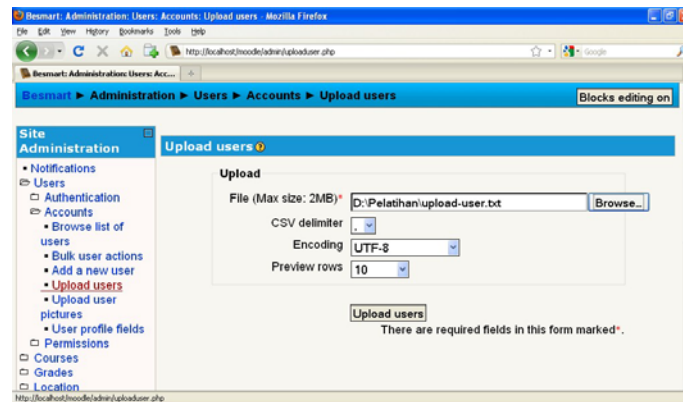 Besmart: Administration: Users: Accounts: Upload users - Mozilla Firefox
File Edit View History Bookmarks Tools Help
http://localhost/moodle/admin/uploaduser.php
Google
Besmart: Administration: Users: Acc...
Besmart ► Administration ► Users ► Accounts ► Upload users
Blocks editing on
Site Administration
Notifications
Users
Authentication
Accounts
Browse list of users
Bulk user actions
Add a new user
Upload users
Upload user pictures
User profile fields
Permissions
Courses
Grades
Location
Upload users
Upload
File (Max size: 2MB)* D:\Pelatihan\upload-user.txt Browse...
CSV delimiter ,
Encoding UTF-8
Preview rows 10
Upload users
There are required fields in this form marked*.
http://localhost/moodle/admin/uploaduser.php